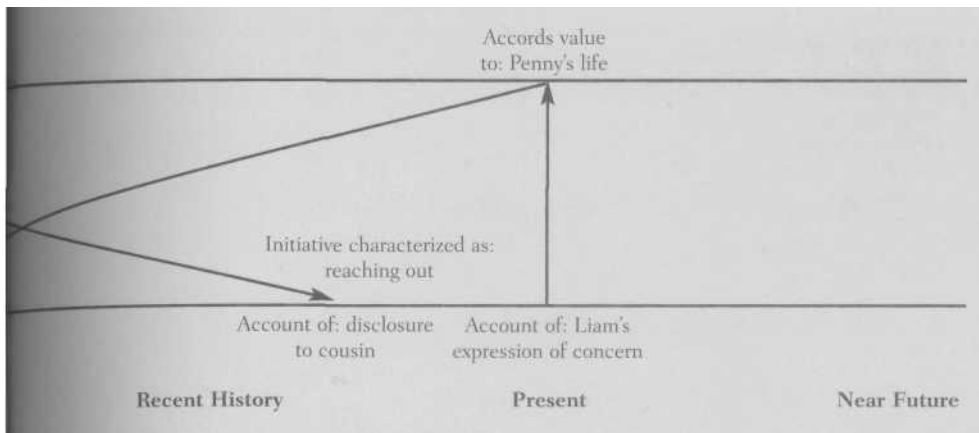 Accords value
to: Penny's life
Initiative characterized as:
reaching out
Account of: disclosure
to cousin
Account of: Liam's
expression of concern
Recent History
Present
Near Future